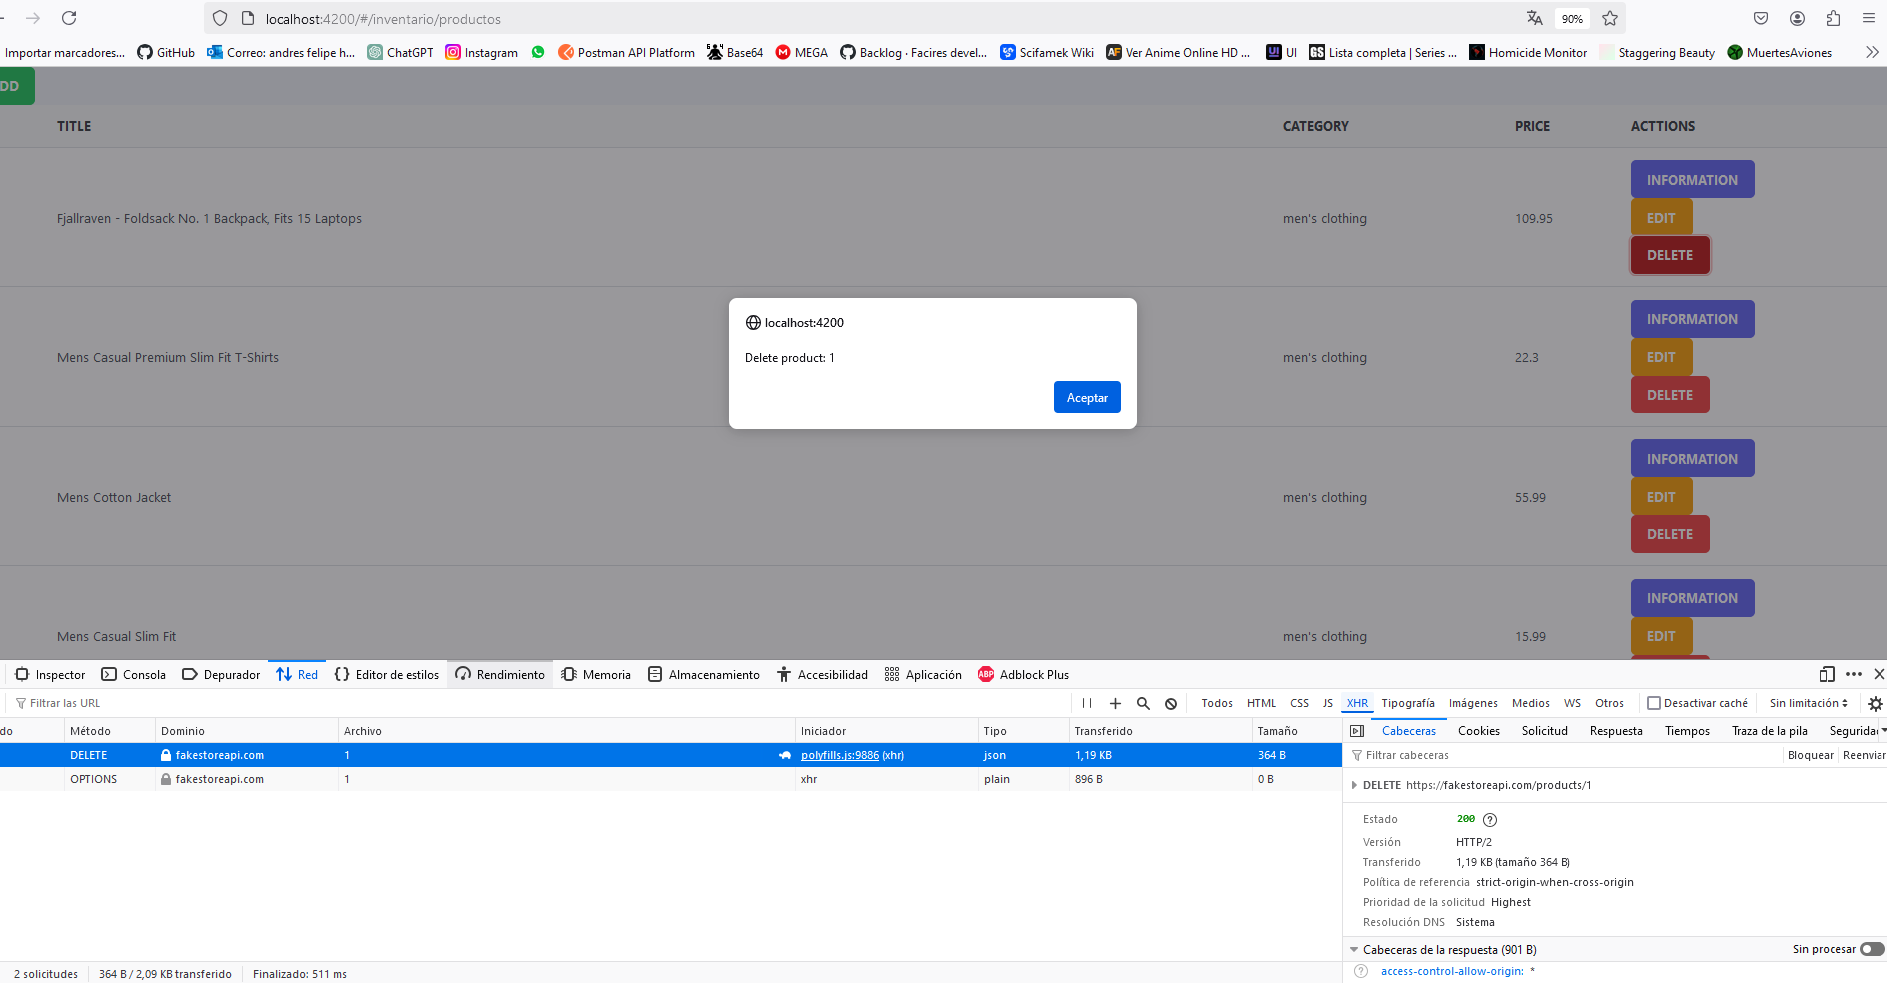 localhost:4200/#/inventario/productos
90%
Importar marcadores...
GitHub
Correo: andres felipe h...
ChatGPT
Instagram
Postman API Platform
Base64
MEGA
Backlog · Facires devel...
Scifamek Wiki
AF Ver Anime Online HD ...
UI UI
GS Lista completa | Series ...
Homicide Monitor
Staggering Beauty
MuertesAviones
DD
TITLE CATEGORY PRICE ACTTIONS
INFORMATION
Fjallraven - Foldsack No. 1 Backpack, Fits 15 Laptops men's clothing 109.95 EDIT
DELETE
localhost:4200
Delete product: 1
Aceptar
INFORMATION
Mens Casual Premium Slim Fit T-Shirts men's clothing 22.3 EDIT
DELETE
INFORMATION
Mens Cotton Jacket men's clothing 55.99 EDIT
DELETE
INFORMATION
Mens Casual Slim Fit men's clothing 15.99 EDIT
Inspector Consola Depurador Red Editor de estilos Rendimiento Memoria Almacenamiento Accesibilidad Aplicación ABP Adblock Plus
Filtrar las URL
Todos HTML CSS JS XHR Tipografía Imágenes Medios WS Otros Desactivar caché Sin limitación
do Método Dominio Archivo Iniciador Tipo Transferido Tamaño
DELETE fakestoreapi.com 1 polyfills.js:9886 (xhr) json 1,19 KB 364 B
OPTIONS fakestoreapi.com 1 xhr plain 896 B 0 B
Cabeceras Cookies Solicitud Respuesta Tiempos Traza de la pila Segurida
Filtrar cabeceras Bloquear Reenviar
DELETE https://fakestoreapi.com/products/1
Estado 200
Versión HTTP/2
Transferido 1,19 KB (tamaño 364 B)
Política de referencia strict-origin-when-cross-origin
Prioridad de la solicitud Highest
Resolución DNS Sistema
Cabeceras de la respuesta (901 B) Sin procesar
access-control-allow-origin: *
2 solicitudes 364 B / 2,09 KB transferido Finalizado: 511 ms